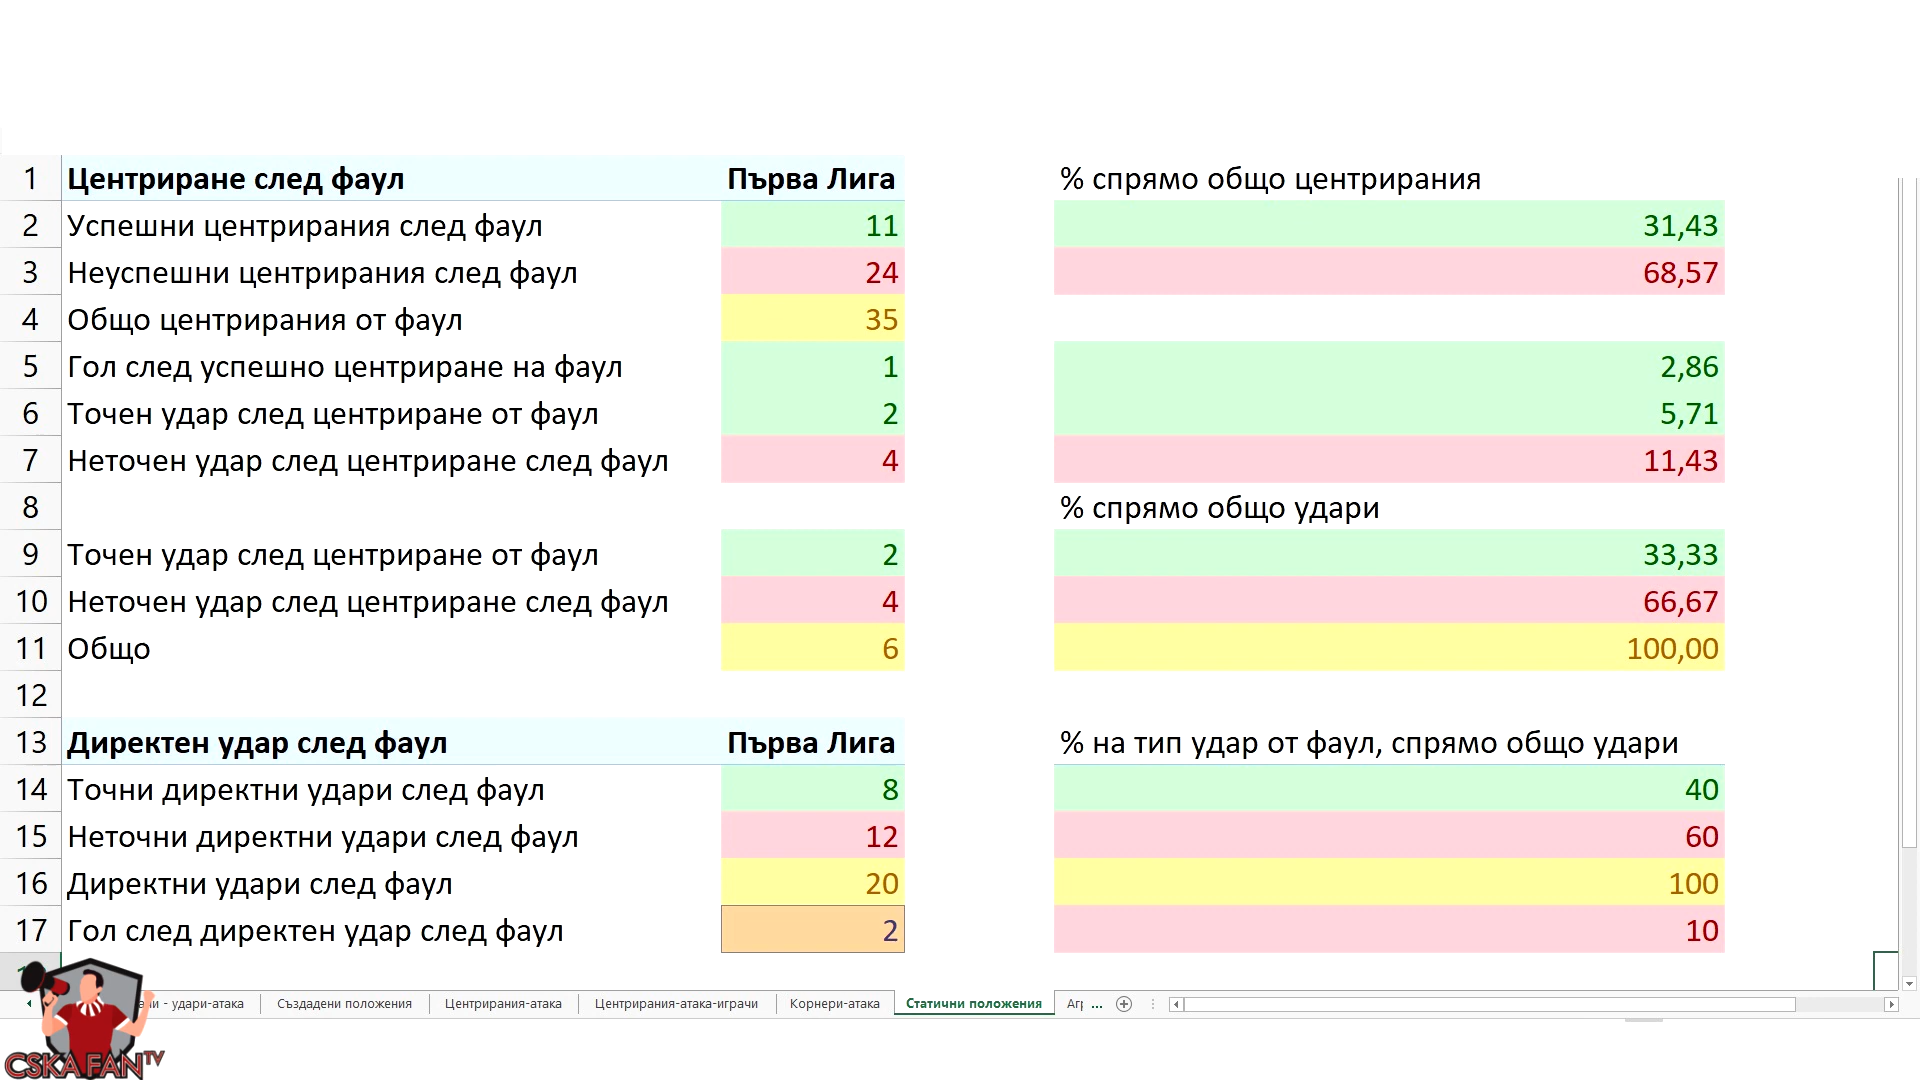 1 Центриране след фаул Първа Лига % спрямо общо центрирания
2 Успешни центрирания след фаул 11 31,43
3 Неуспешни центрирания след фаул 24 68,57
4 Общо центрирания от фаул 35
5 Гол след успешно центриране на фаул 1 2,86
6 Точен удар след центриране от фаул 2 5,71
7 Неточен удар след центриране след фаул 4 11,43
8 % спрямо общо удари
9 Точен удар след центриране от фаул 2 33,33
10 Неточен удар след центриране след фаул 4 66,67
11 Общо 6 100,00
12
13 Директен удар след фаул Първа Лига % на тип удар от фаул, спрямо общо удари
14 Точни директни удари след фаул 8 40
15 Неточни директни удари след фаул 12 60
16 Директни удари след фаул 20 100
17 Гол след директен удар след фаул 2 10
- удари-атака Създадени положения Центрирания-атака Центрирания-атака-играчи Корнери-атака Статични положения ...
CSKA FAN TV